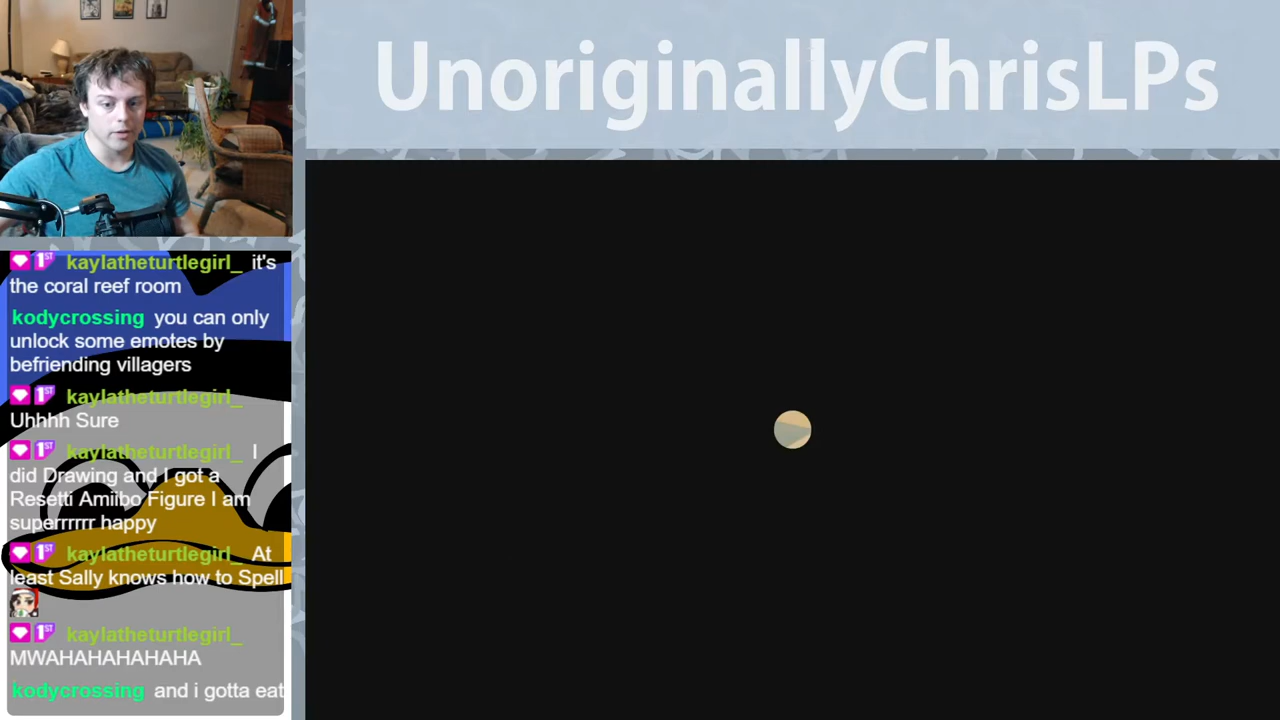 UnoriginallyChrisLPs
kaylatheturtlegirl_ it's
the coral reef room
kodycrossing you can only
unlock some emotes by
befriending villagers
kaylatheturtlegirl_
Uhhhh Sure
kaylatheturtlegirl_ I
did Drawing and I got a
Resetti Amiibo Figure I am
superrrrrr happy
kaylatheturtlegirl_ At
least Sally knows how to Spell
kaylatheturtlegirl_
MWAHAHAHAHAHA
kodycrossing and i gotta eat